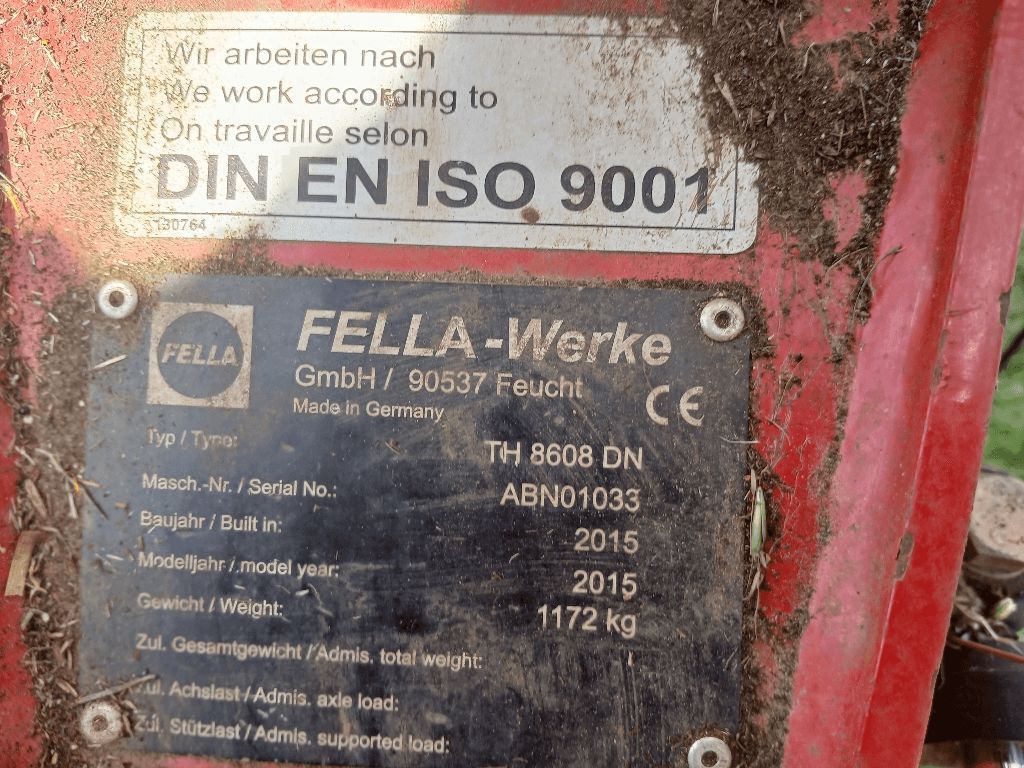 Wir arbeiten nach
We work according to
On travaille selon
DIN EN ISO 9001
130764
FELLA
FELLA-Werke
GmbH / 90537 Feucht
Made in Germany
CE
Typ / Type: TH 8608 DN
Masch.-Nr. / Serial No.: ABN01033
Baujahr / Built in: 2015
Modelljahr / model year: 2015
Gewicht / Weight: 1172 kg
Zul. Gesamtgewicht / Admis. total weight:
Zul. Achslast / Admis. axle load:
Zul. Stützlast / Admis. supported load: